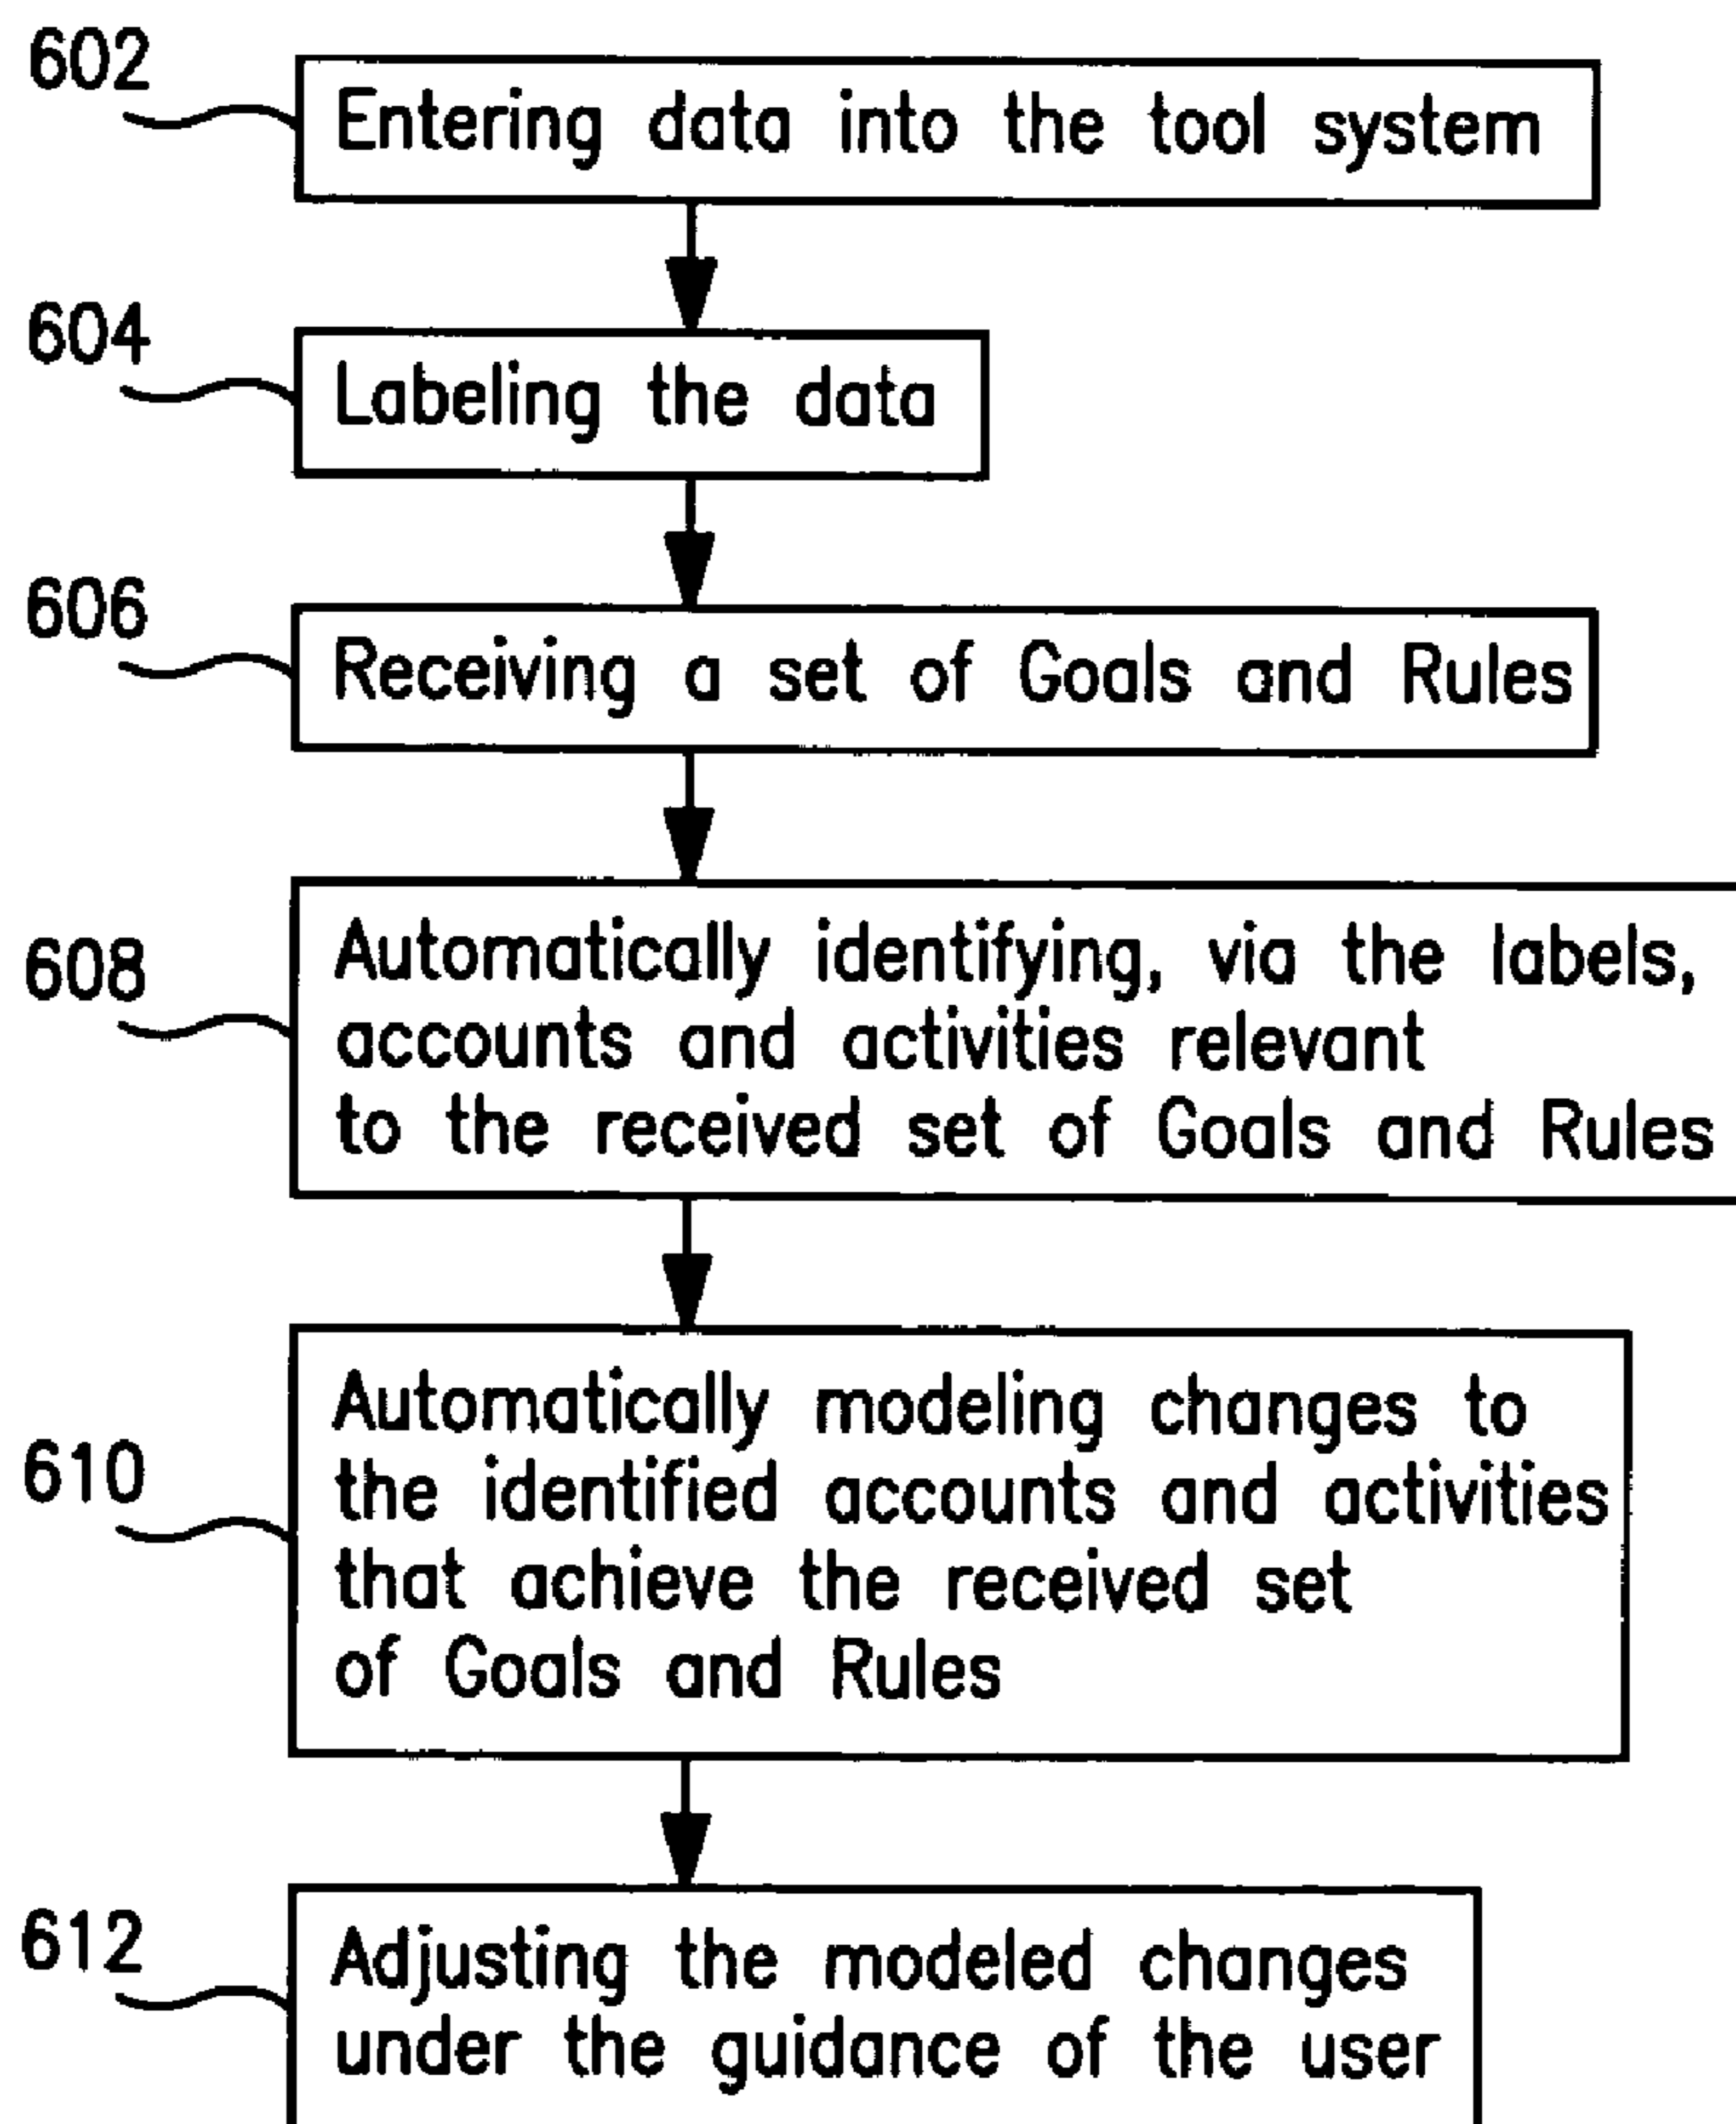 602
Entering data into the tool system
604
Labeling the data
606
Receiving a set of Goals and Rules
608
Automatically identifying, via the labels,
accounts and activities relevant
to the received set of Goals and Rules
610
Automatically modeling changes to
the identified accounts and activities
that achieve the received set
of Goals and Rules
612
Adjusting the modeled changes
under the guidance of the user